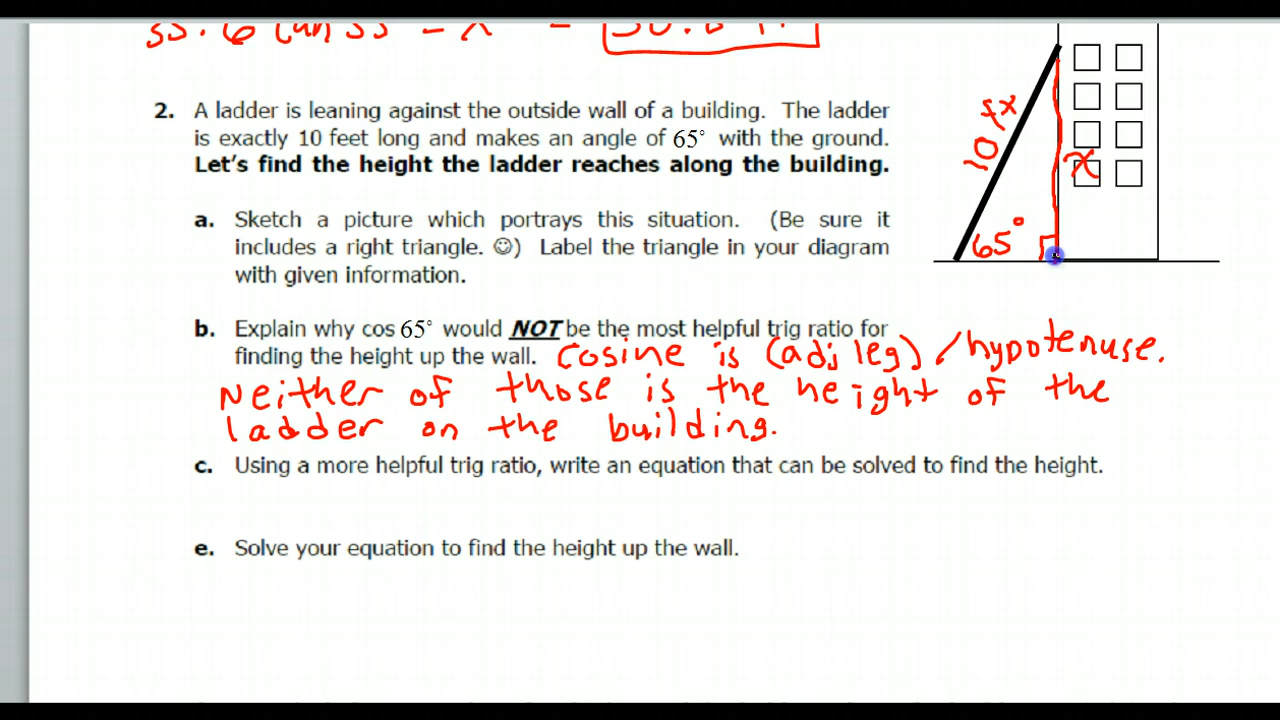 2. A ladder is leaning against the outside wall of a building. The ladder
is exactly 10 feet long and makes an angle of 65° with the ground.
Let's find the height the ladder reaches along the building.
a. Sketch a picture which portrays this situation. (Be sure it
includes a right triangle. ☺) Label the triangle in your diagram
with given information.
b. Explain why cos 65° would NOT be the most helpful trig ratio for
finding the height up the wall. Cosine is (adj leg) / hypotenuse.
Neither of those is the height of the
ladder on the building.
c. Using a more helpful trig ratio, write an equation that can be solved to find the height.
e. Solve your equation to find the height up the wall.
10
x
65°